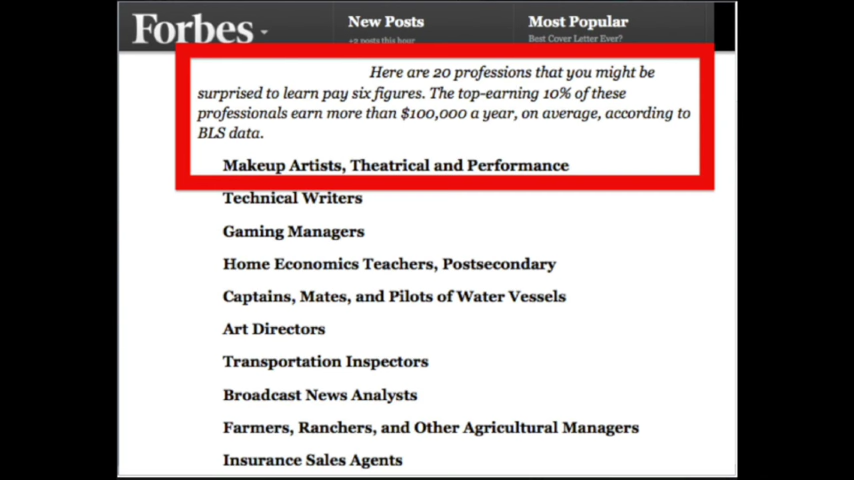 Forbes
New Posts
+2 posts this hour
Most Popular
Best Cover Letter Ever?
Here are 20 professions that you might be
surprised to learn pay six figures. The top-earning 10% of these
professionals earn more than $100,000 a year, on average, according to
BLS data.
Makeup Artists, Theatrical and Performance
Technical Writers
Gaming Managers
Home Economics Teachers, Postsecondary
Captains, Mates, and Pilots of Water Vessels
Art Directors
Transportation Inspectors
Broadcast News Analysts
Farmers, Ranchers, and Other Agricultural Managers
Insurance Sales Agents